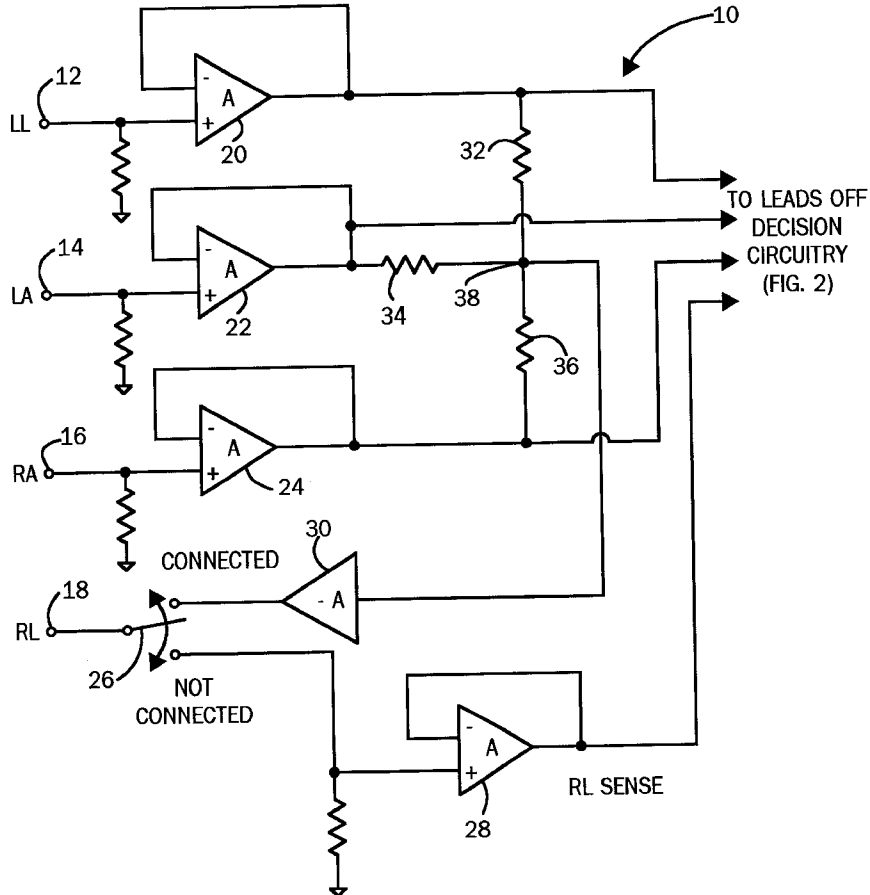 10
12
LL
-
A
+
20
32
TO LEADS OFF
DECISION
CIRCUITRY
(FIG. 2)
14
LA
-
A
+
22
34
38
36
16
RA
-
A
+
24
30
CONNECTED
- A
18
RL
26
NOT
CONNECTED
-
A
+
28
RL SENSE